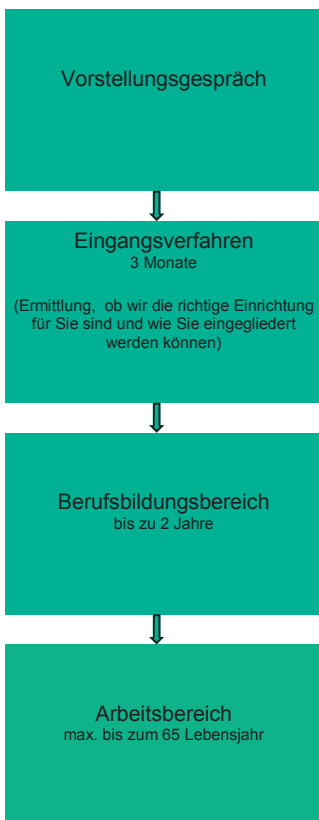 Vorstellungsgespräch
Eingangsverfahren
3 Monate
(Ermittlung, ob wir die richtige Einrichtung
für Sie sind und wie Sie eingegliedert
werden können)
Berufsbildungsbereich
bis zu 2 Jahre
Arbeitsbereich
max. bis zum 65 Lebensjahr